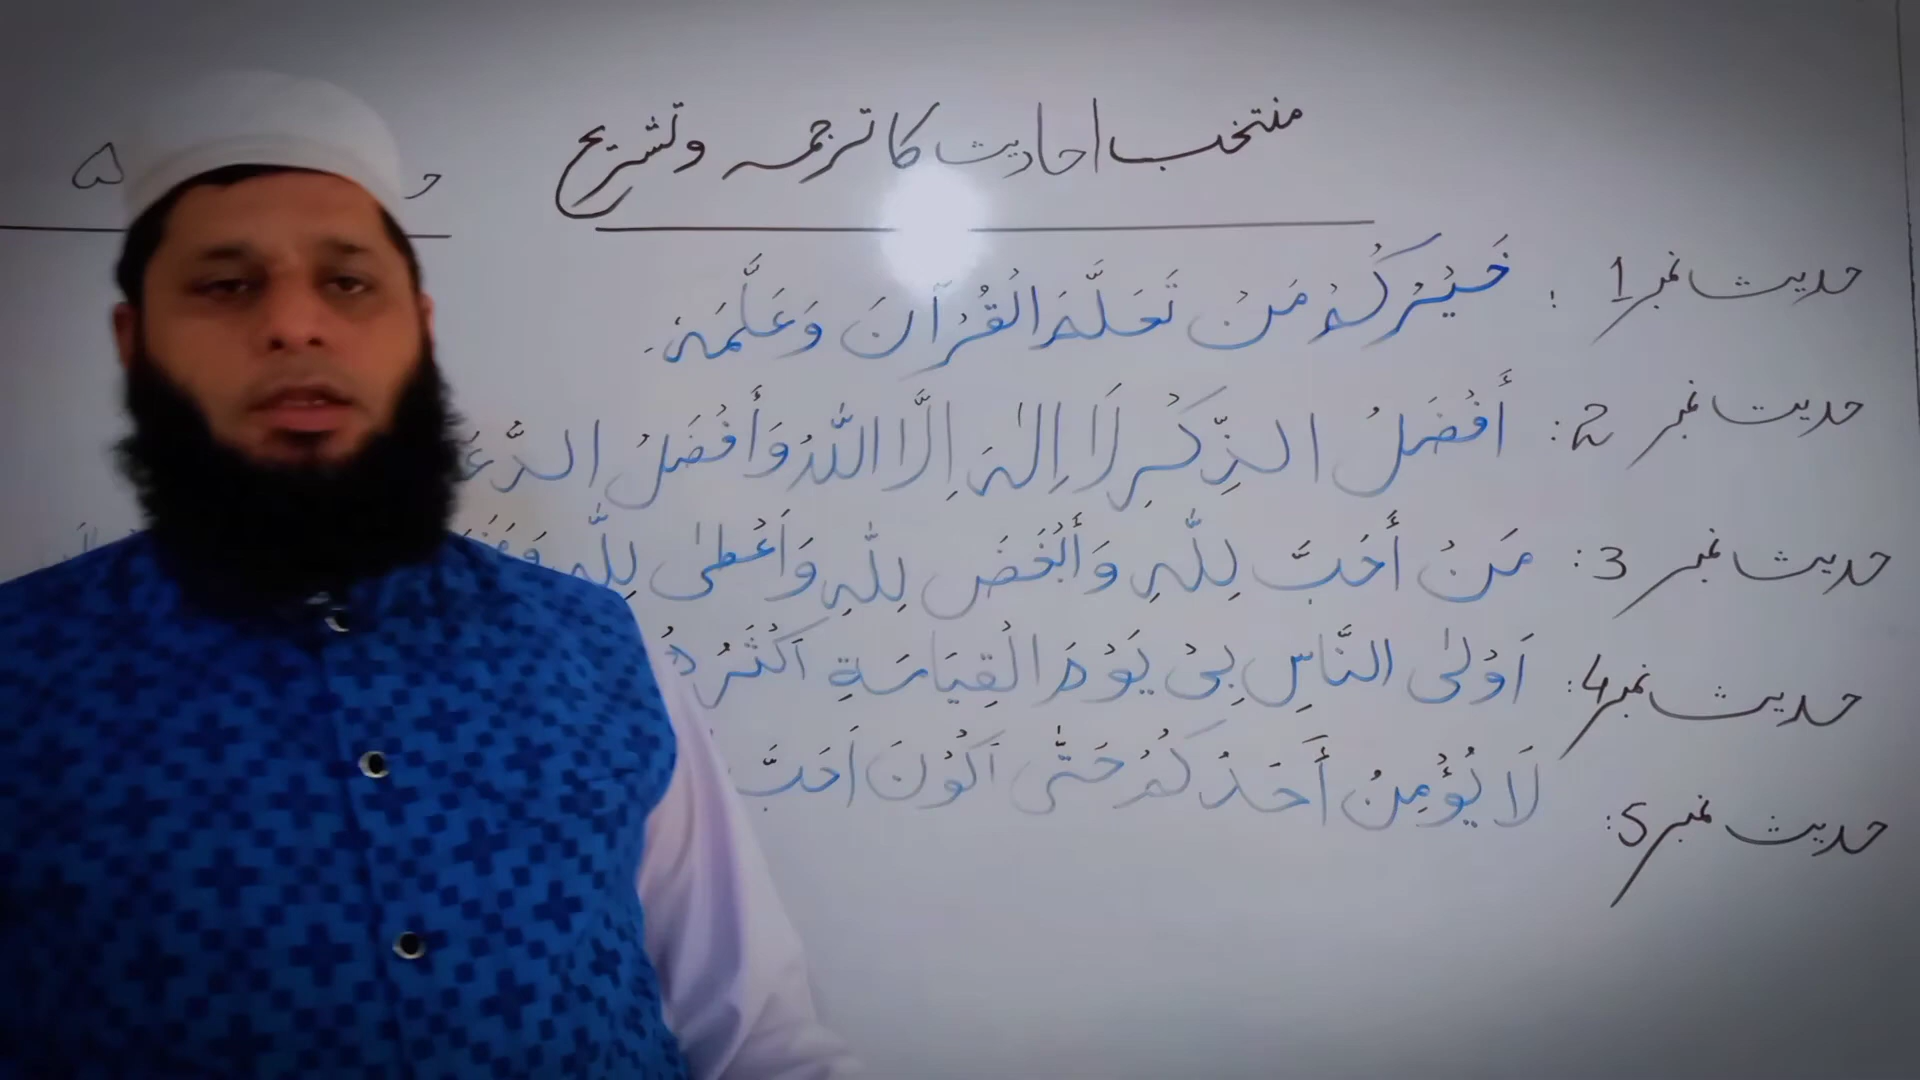 منتخب احادیث کا ترجمہ وتشریح
حدیث نمبر 1 : خَیْرُکُمْ مَنْ تَعَلَّمَ الْقُرْآنَ وَعَلَّمَہٗ۔
حدیث نمبر 2: أَفْضَلُ الذِّکْرِ لَا اِلٰہَ اِلَّا اللّٰہُ وَأَفْضَلُ
حدیث نمبر 3: مَنْ أَحَبَّ لِلّٰہِ وَأَبْغَضَ لِلّٰہِ وَاَعْطٰی لِلّٰہِ
حدیث نمبر 4: اَوْلَی النَّاسِ بِیْ یَوْمَ الْقِیَامَةِ اَکْثَرُھُ
حدیث نمبر 5: لَا یُؤْمِنُ أَحَدُکُمْ حَتّٰی اَکُوْنَ اَحَبَّ